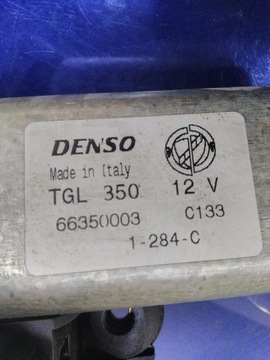 DENSO
Made in Italy
TGL 350 12 V
66350003 C133
1-284-C